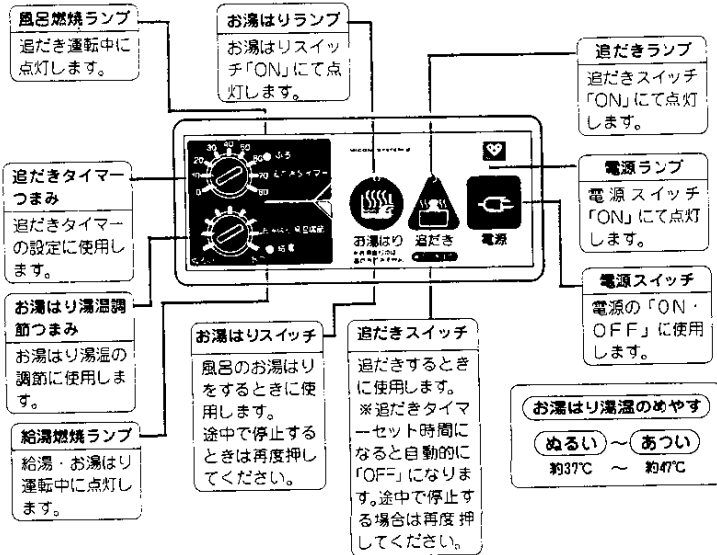 風呂燃焼ランプ
追だき運転中に
点灯します。
お湯はりランプ
お湯はりスイッ
チ「ON」にて点
灯します。
追だきランプ
追だきスイッチ
「ON」にて点灯
します。
電源ランプ
電源スイッチ
「ON」にて点灯
します。
電源スイッチ
電源の「ON・
OFF」に使用
します。
追だきタイマー
つまみ
追だきタイマー
の設定に使用し
ます。
お湯はり湯温調
節つまみ
お湯はり湯温の
調節に使用しま
す。
給湯燃焼ランプ
給湯・お湯はり
運転中に点灯し
ます。
0 10 20 30 40 50 60 70 80
ふろ
給湯
お湯はり
追だき
電源
お湯はりスイッチ
風呂のお湯はり
をするときに使
用します。
途中で停止する
ときは再度押し
てください。
追だきスイッチ
追だきするとき
に使用します。
※追だきタイマ
ーセット時間に
なると自動的に
「OFF」になりま
す。途中で停止す
る場合は再度押
してください。
お湯はり湯温のめやす
ぬるい～あつい
約37℃ ～ 約47℃